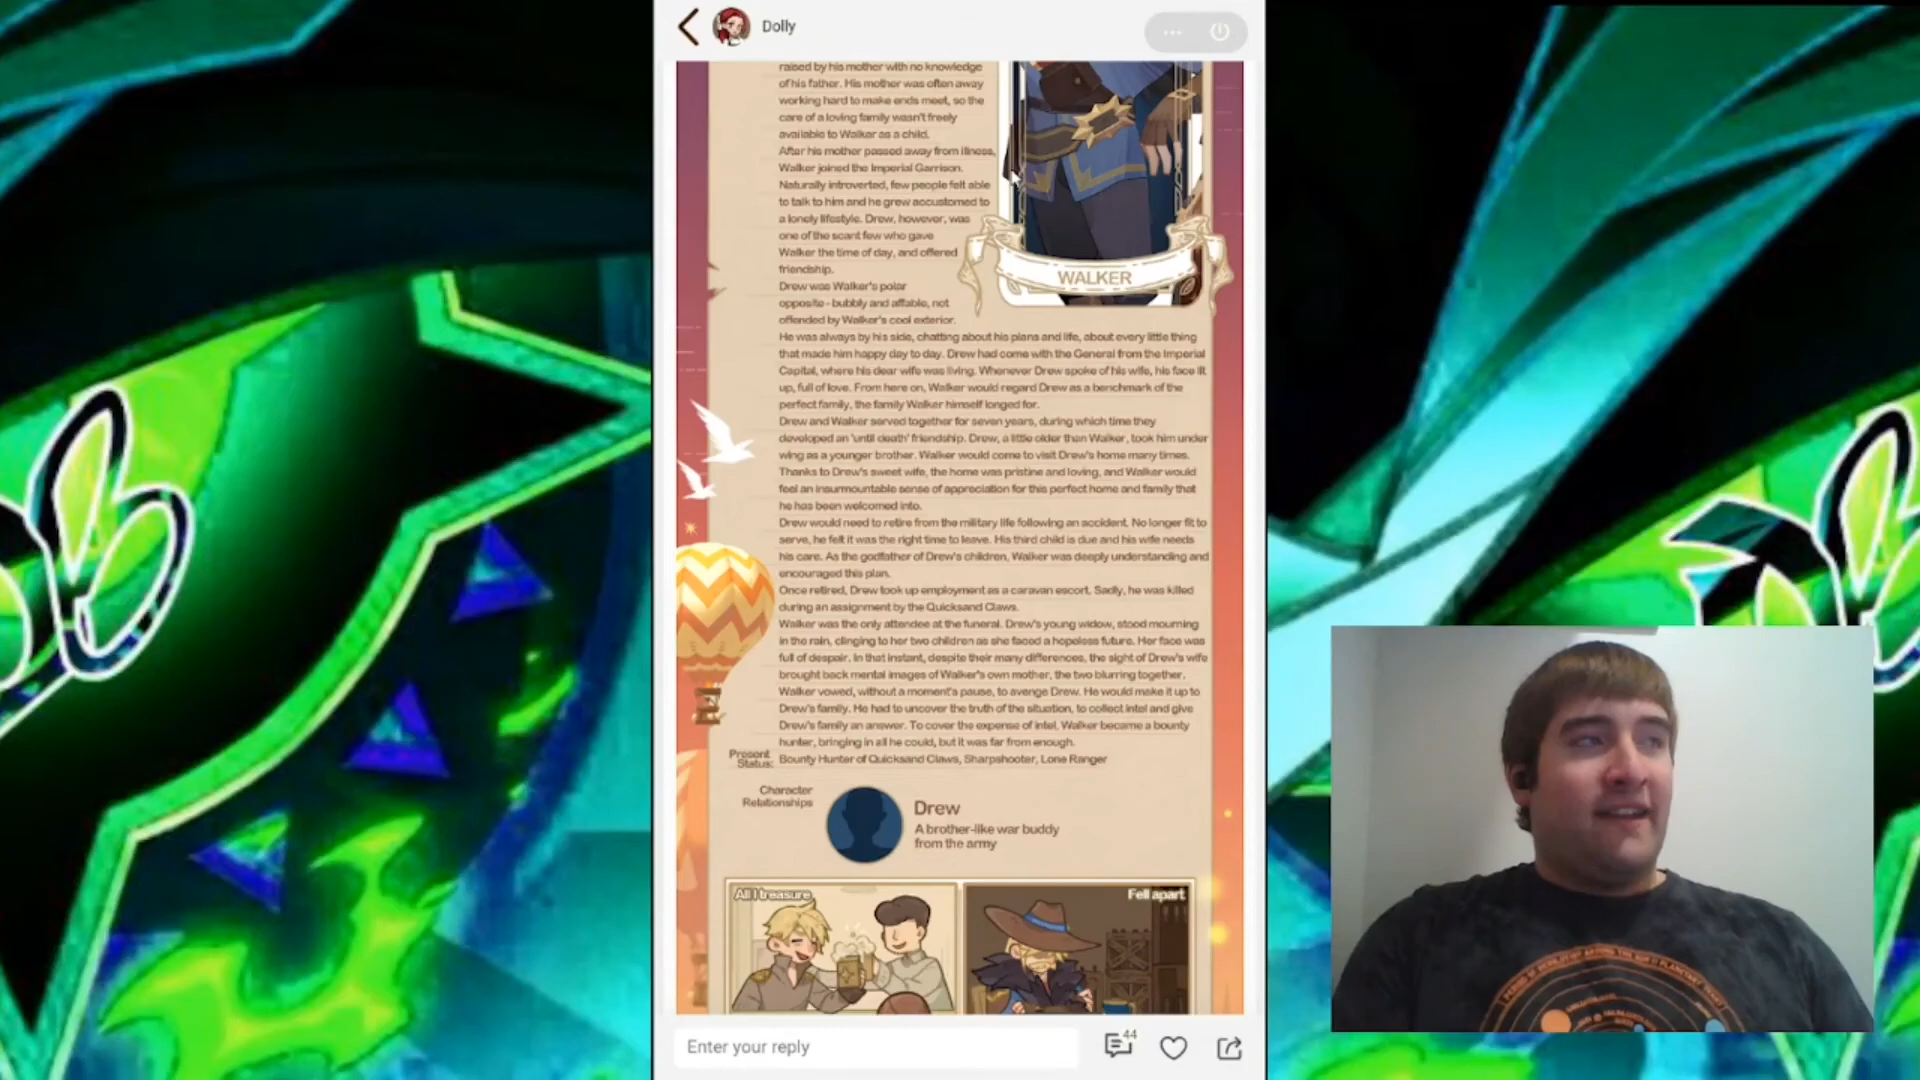 Dolly
raised by his mother with no knowledge
of his father. His mother was often away
working hard to make ends meet, so the
care of a loving family wasn't freely
available to Walker as a child.
After his mother passed away from illness,
Walker joined the Imperial Garrison.
Naturally introverted, few people felt able
to talk to him and he grew accustomed to
a lonely lifestyle. Drew, however, was
one of the scant few who gave
Walker the time of day, and offered
friendship.
Drew was Walker's polar
opposite - bubbly and affable, not
offended by Walker's cool exterior.
WALKER
He was always by his side, chatting about his plans and life, about every little thing
that made him happy day to day. Drew had come with the General from the Imperial
Capital, where his dear wife was living. Whenever Drew spoke of his wife, his face lit
up, full of love. From here on, Walker would regard Drew as a benchmark of the
perfect family, the family Walker himself longed for.
Drew and Walker served together for seven years, during which time they
developed an 'until death' friendship. Drew, a little older than Walker, took him under
wing as a younger brother. Walker would come to visit Drew's home many times.
Thanks to Drew's sweet wife, the home was pristine and loving, and Walker would
feel an insurmountable sense of appreciation for this perfect home and family that
he has been welcomed into.
Drew would need to retire from the military life following an accident. No longer fit to
serve, he felt it was the right time to leave. His third child is due and his wife needs
his care. As the godfather of Drew's children, Walker was deeply understanding and
encouraged this plan.
Once retired, Drew took up employment as a caravan escort. Sadly, he was killed
during an assignment by the Quicksand Claws.
Walker was the only attendee at the funeral. Drew's young widow, stood mourning
in the rain, clinging to her two children as she faced a hopeless future. Her face was
full of despair. In that instant, despite their many differences, the sight of Drew's wife
brought back mental images of Walker's own mother, the two blurring together.
Walker vowed, without a moment's pause, to avenge Drew. He would make it up to
Drew's family. He had to uncover the truth of the situation, to collect intel and give
Drew's family an answer. To cover the expense of intel, Walker became a bounty
hunter, bringing in all he could, but it was far from enough.
Present
Status: Bounty Hunter of Quicksand Claws, Sharpshooter, Lone Ranger
Character
Relationships
Drew
A brother-like war buddy
from the army
All I treasure
Fell apart
Enter your reply
44